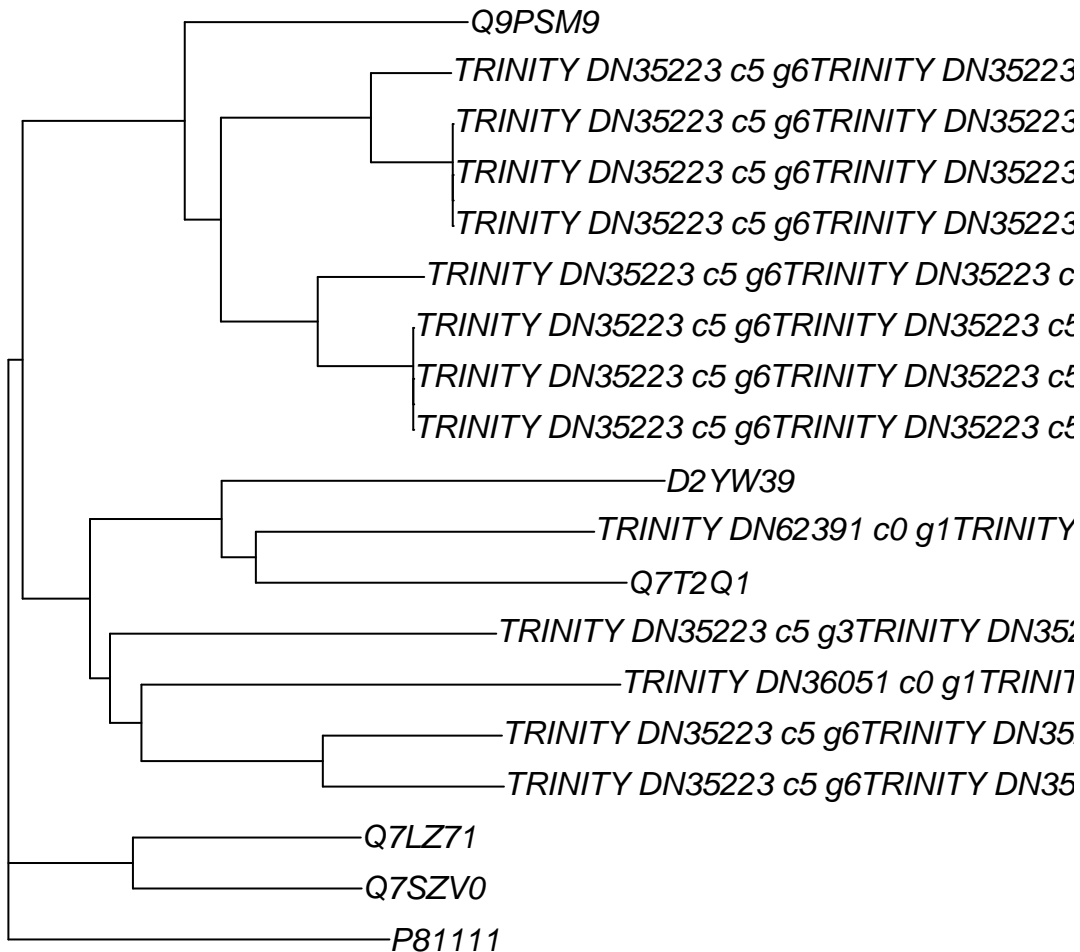 Q9PSM9
TRINITY DN35223 c5 g6TRINITY DN35223
TRINITY DN35223 c5 g6TRINITY DN35223
TRINITY DN35223 c5 g6TRINITY DN35223
TRINITY DN35223 c5 g6TRINITY DN35223
TRINITY DN35223 c5 g6TRINITY DN35223 c
TRINITY DN35223 c5 g6TRINITY DN35223 c5
TRINITY DN35223 c5 g6TRINITY DN35223 c5
TRINITY DN35223 c5 g6TRINITY DN35223 c5
D2YW39
TRINITY DN62391 c0 g1TRINITY
Q7T2Q1
TRINITY DN35223 c5 g3TRINITY DN352
TRINITY DN36051 c0 g1TRINIT
TRINITY DN35223 c5 g6TRINITY DN35
TRINITY DN35223 c5 g6TRINITY DN35
Q7LZ71
Q7SZV0
P81111